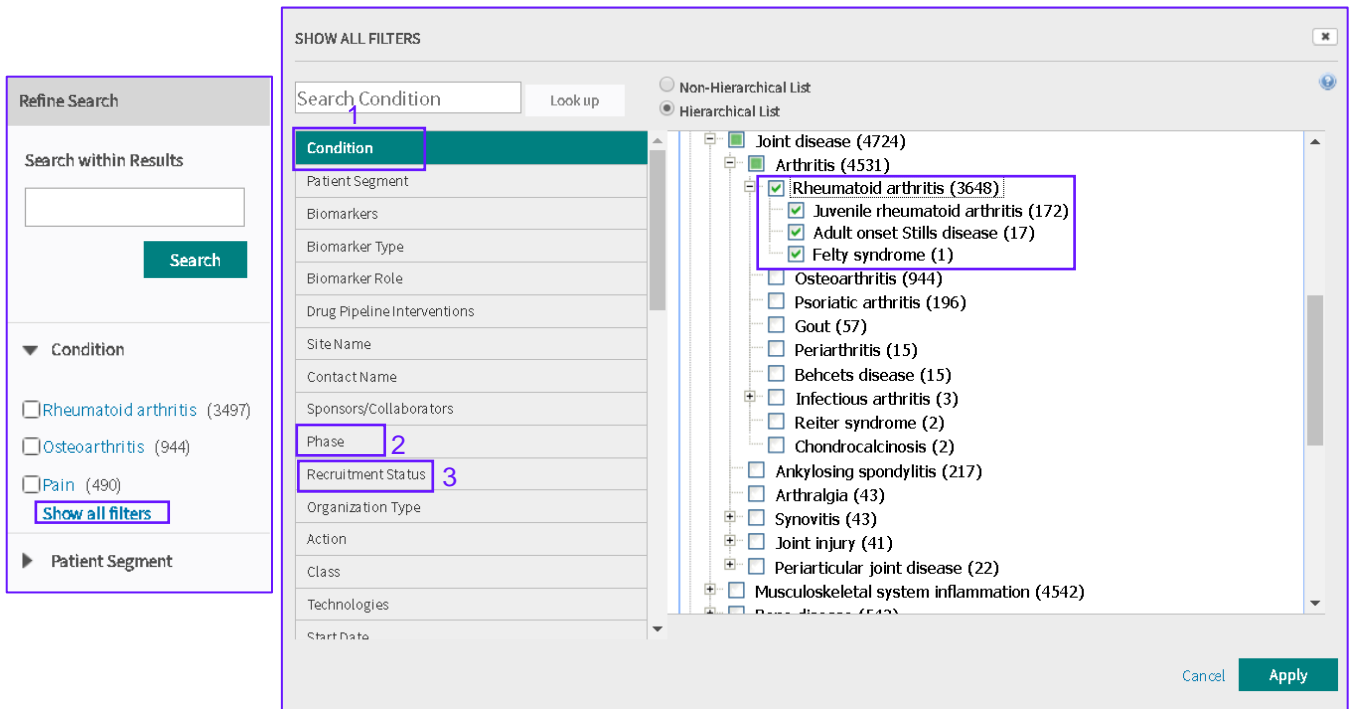 Refine Search
Search within Results
Search
Condition
Rheumatoid arthritis (3497)
Osteoarthritis (944)
Pain (490)
Show all filters
Patient Segment
SHOW ALL FILTERS
Search Condition
Look up
Non-Hierarchical List
Hierarchical List
1
Condition
Patient Segment
Biomarkers
Biomarker Type
Biomarker Role
Drug Pipeline Interventions
Site Name
Contact Name
Sponsors/Collaborators
Phase 2
Recruitment Status 3
Organization Type
Action
Class
Technologies
Start Date
Joint disease (4724)
Arthritis (4531)
Rheumatoid arthritis (3648)
Juvenile rheumatoid arthritis (172)
Adult onset Stills disease (17)
Felty syndrome (1)
Osteoarthritis (944)
Psoriatic arthritis (196)
Gout (57)
Periarthritis (15)
Behcets disease (15)
Infectious arthritis (3)
Reiter syndrome (2)
Chondrocalcinosis (2)
Ankylosing spondylitis (217)
Arthralgia (43)
Synovitis (43)
Joint injury (41)
Periarticular joint disease (22)
Musculoskeletal system inflammation (4542)
Cancel
Apply